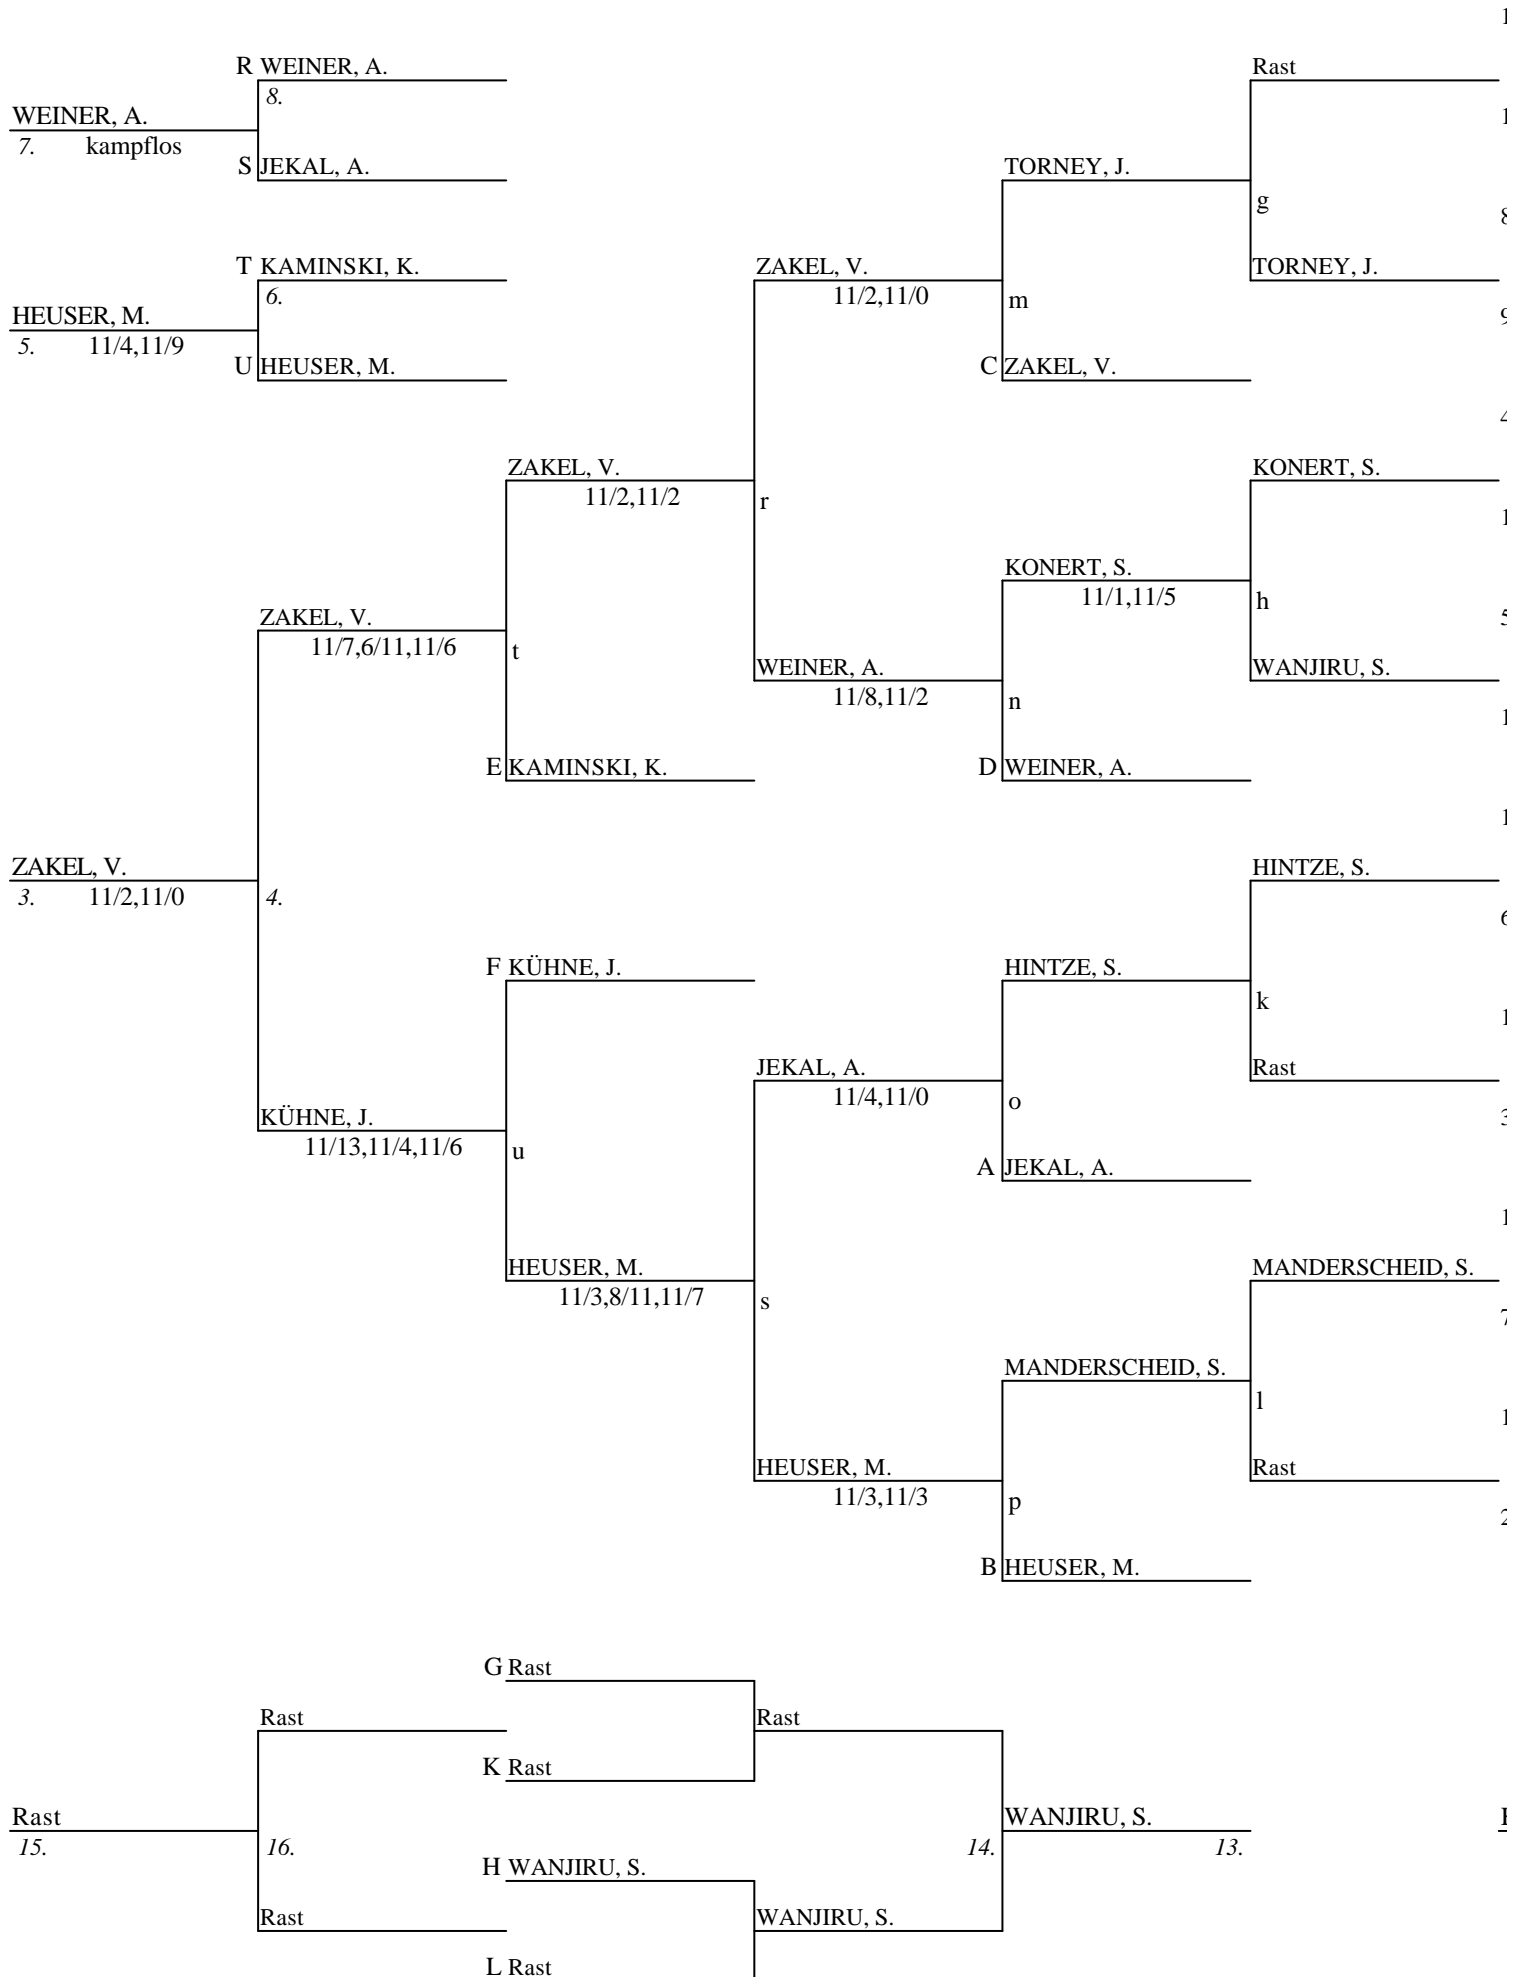 1
R WEINER, A.
Rast
8.
WEINER, A.
7. kampflos
S JEKAL, A.
TORNEY, J.
g
T KAMINSKI, K.
ZAKEL, V.
TORNEY, J.
6.
11/2,11/0
m
HEUSER, M.
5. 11/4,11/9
U HEUSER, M.
C ZAKEL, V.
ZAKEL, V.
KONERT, S.
11/2,11/2
r
KONERT, S.
11/1,11/5
h
ZAKEL, V.
11/7,6/11,11/6
t
WEINER, A.
WANJIRU, S.
11/8,11/2
n
E KAMINSKI, K.
D WEINER, A.
ZAKEL, V.
HINTZE, S.
3. 11/2,11/0
4.
F KÜHNE, J.
HINTZE, S.
k
JEKAL, A.
Rast
11/4,11/0
o
KÜHNE, J.
11/13,11/4,11/6
u
A JEKAL, A.
HEUSER, M.
MANDERSCHEID, S.
11/3,8/11,11/7
s
MANDERSCHEID, S.
l
HEUSER, M.
Rast
11/3,11/3
p
B HEUSER, M.
G Rast
Rast
Rast
K Rast
Rast
WANJIRU, S.
15.
16.
14.
13.
H WANJIRU, S.
Rast
WANJIRU, S.
L Rast